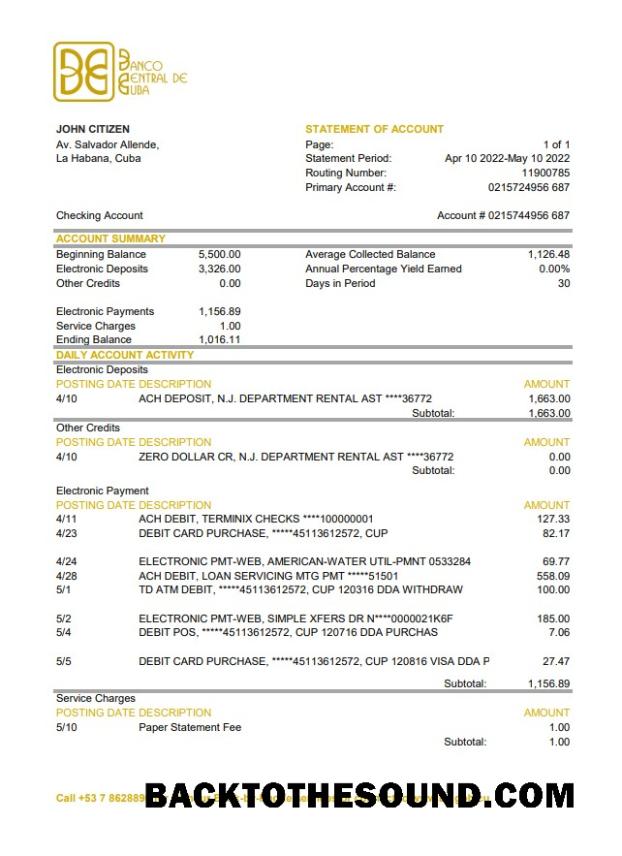 BANCO
CENTRAL DE
CUBA
JOHN CITIZEN
Av. Salvador Allende,
La Habana, Cuba
STATEMENT OF ACCOUNT
Page: 1 of 1
Statement Period: Apr 10 2022-May 10 2022
Routing Number: 11900785
Primary Account #: 0215724956 687
Checking Account Account # 0215744956 687
ACCOUNT SUMMARY
Beginning Balance 5,500.00 Average Collected Balance 1,126.48
Electronic Deposits 3,326.00 Annual Percentage Yield Earned 0.00%
Other Credits 0.00 Days in Period 30
Electronic Payments 1,156.89
Service Charges 1.00
Ending Balance 1,016.11
DAILY ACCOUNT ACTIVITY
Electronic Deposits
POSTING DATE DESCRIPTION AMOUNT
4/10 ACH DEPOSIT, N.J. DEPARTMENT RENTAL AST ****36772 1,663.00
Subtotal: 1,663.00
Other Credits
POSTING DATE DESCRIPTION AMOUNT
4/10 ZERO DOLLAR CR, N.J. DEPARTMENT RENTAL AST ****36772 0.00
Subtotal: 0.00
Electronic Payment
POSTING DATE DESCRIPTION AMOUNT
4/11 ACH DEBIT, TERMINIX CHECKS ****100000001 127.33
4/23 DEBIT CARD PURCHASE, *****45113612572, CUP 82.17
4/24 ELECTRONIC PMT-WEB, AMERICAN-WATER UTIL-PMNT 0533284 69.77
4/28 ACH DEBIT, LOAN SERVICING MTG PMT *****51501 558.09
5/1 TD ATM DEBIT, *****45113612572, CUP 120316 DDA WITHDRAW 100.00
5/2 ELECTRONIC PMT-WEB, SIMPLE XFERS DR N****0000021K6F 185.00
5/4 DEBIT POS, *****45113612572, CUP 120716 DDA PURCHAS 7.06
5/5 DEBIT CARD PURCHASE, *****45113612572, CUP 120816 VISA DDA P 27.47
Subtotal: 1,156.89
Service Charges
POSTING DATE DESCRIPTION AMOUNT
5/10 Paper Statement Fee 1.00
Subtotal: 1.00
Call +53 7 862889
BACKTOTHESOUND.COM